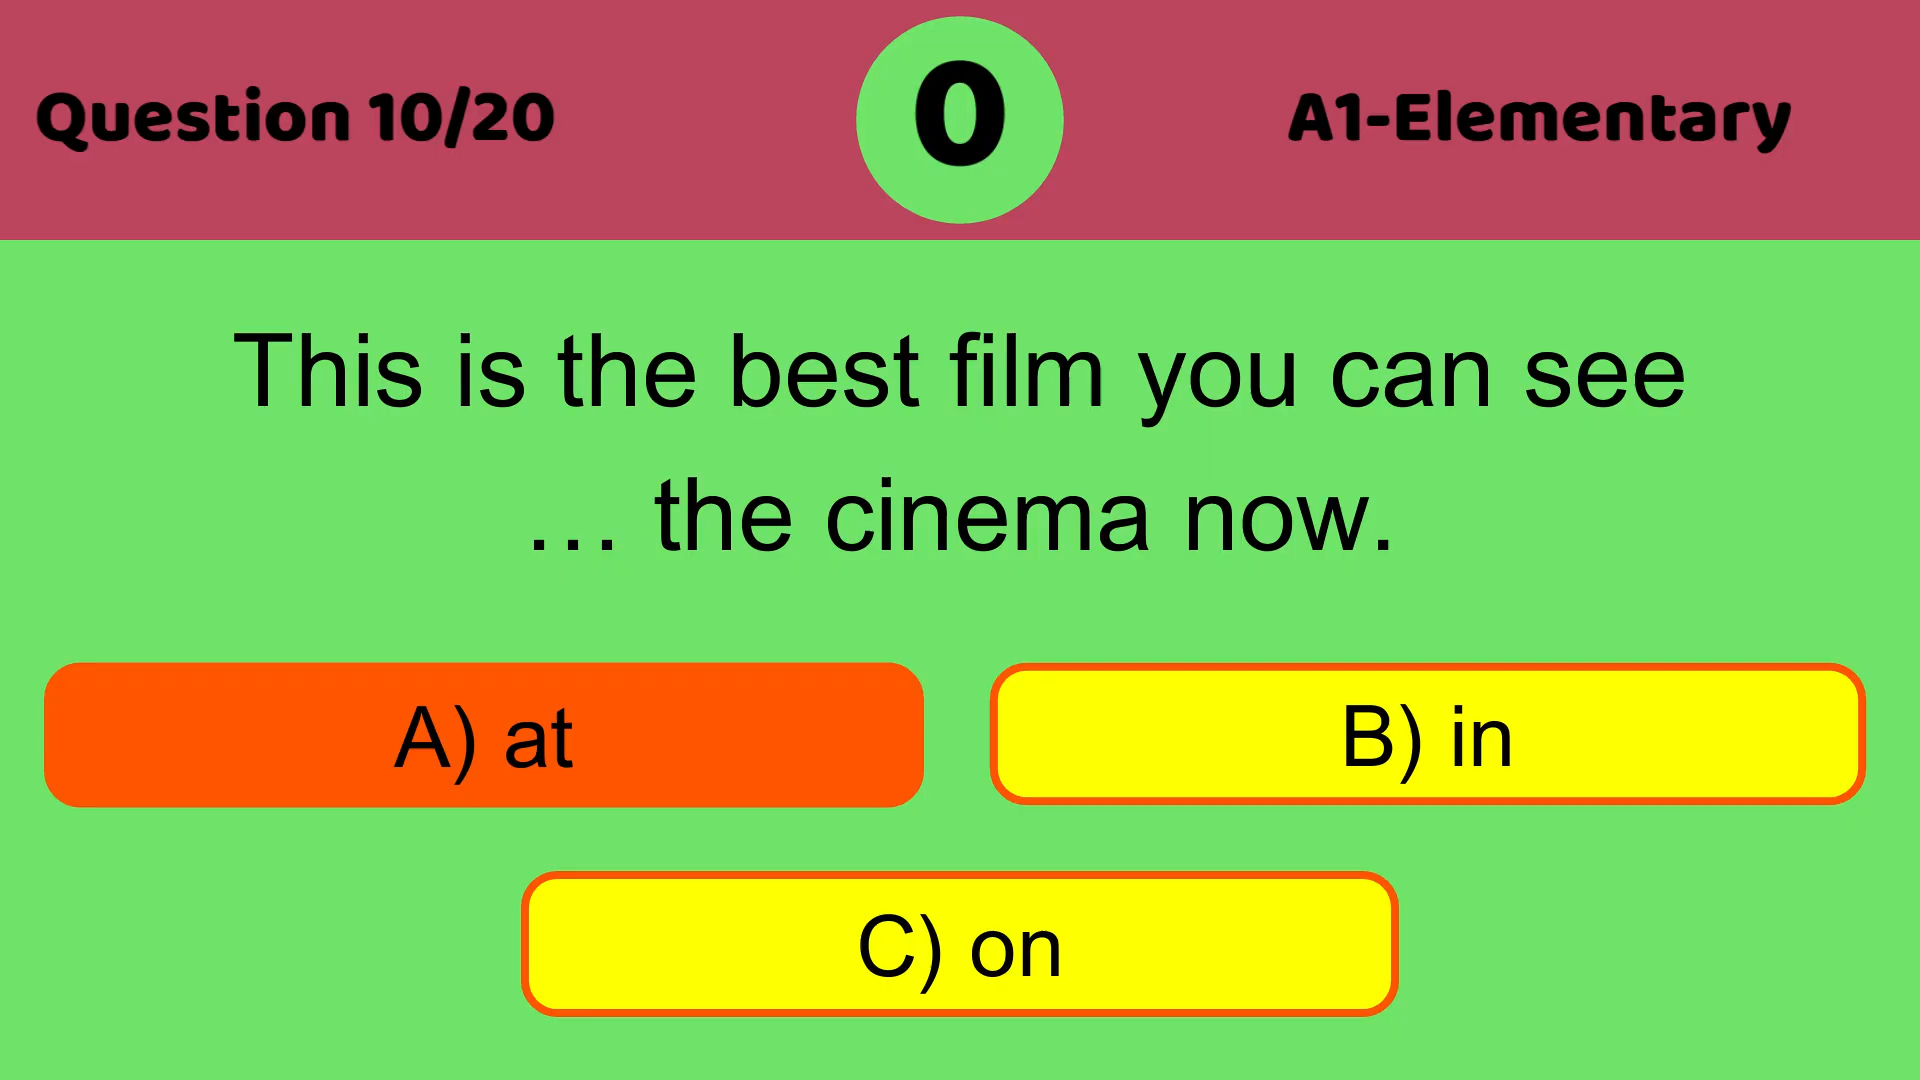 Question 10/20
0
A1-Elementary
This is the best film you can see
… the cinema now.
A) at
B) in
C) on